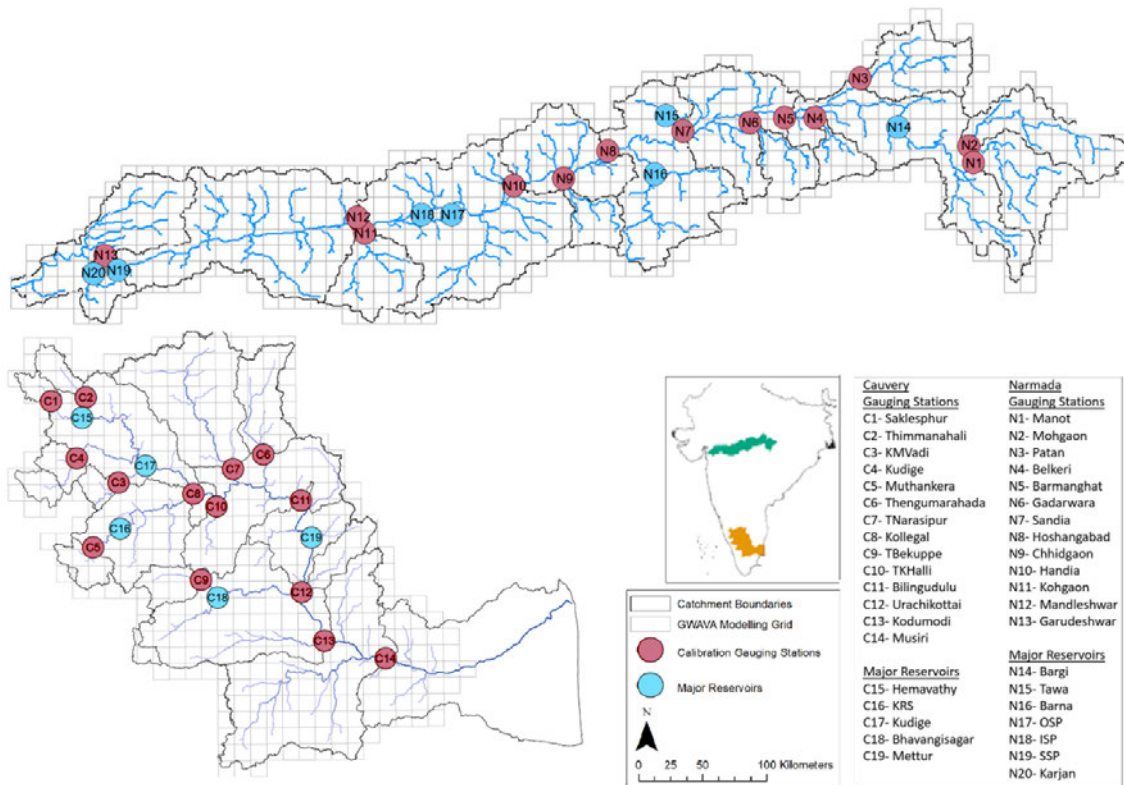 N3
N15
N5
N4
N14
N6
N7
N2
N8
N1
N16
N9
N10
N12
N18
N17
N11
N13
N20
N19
C1
C2
C15
C4
C6
C17
C7
C3
C8
C11
C10
C16
C19
C5
C9
C18
C12
C13
C14
Catchment Boundaries
GWAVA Modelling Grid
Calibration Gauging Stations
Major Reservoirs
N
0 25 50 100 Kilometers
Cauvery
Gauging Stations
C1- Saklesphur
C2- Thimmanahali
C3- KMVadi
C4- Kudige
C5- Muthankera
C6- Thengumarahada
C7- TNarasipur
C8- Kollegal
C9- TBekuppe
C10- TKHalli
C11- Bilingudulu
C12- Urachikottai
C13- Kodumodi
C14- Musiri
Major Reservoirs
C15- Hemavathy
C16- KRS
C17- Kudige
C18- Bhavangisagar
C19- Mettur
Narmada
Gauging Stations
N1- Manot
N2- Mohgaon
N3- Patan
N4- Belkeri
N5- Barmanghat
N6- Gadarwara
N7- Sandia
N8- Hoshangabad
N9- Chhidgaon
N10- Handia
N11- Kohgaon
N12- Mandleshwar
N13- Garudeshwar
Major Reservoirs
N14- Bargi
N15- Tawa
N16- Barna
N17- OSP
N18- ISP
N19- SSP
N20- Karjan